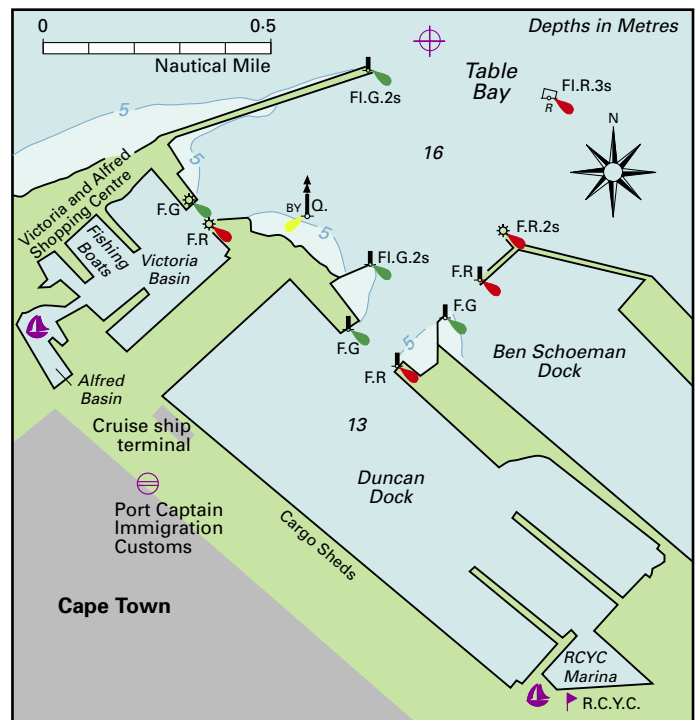 0
0·5
Nautical Mile
Depths in Metres
Table
Bay
Fl.G.2s
Fl.R.3s
R
N
5
5
16
Victoria and Alfred
Shopping Centre
F.G
F.R
BY
Q.
5
F.R.2s
Fishing
Boats
Victoria
Basin
Fl.G.2s
F.R
F.G
F.G
5
F.R
Ben Schoeman
Dock
Alfred
Basin
Cruise ship
terminal
13
Duncan
Dock
Port Captain
Immigration
Customs
Cargo Sheds
Cape Town
RCYC
Marina
R.C.Y.C.